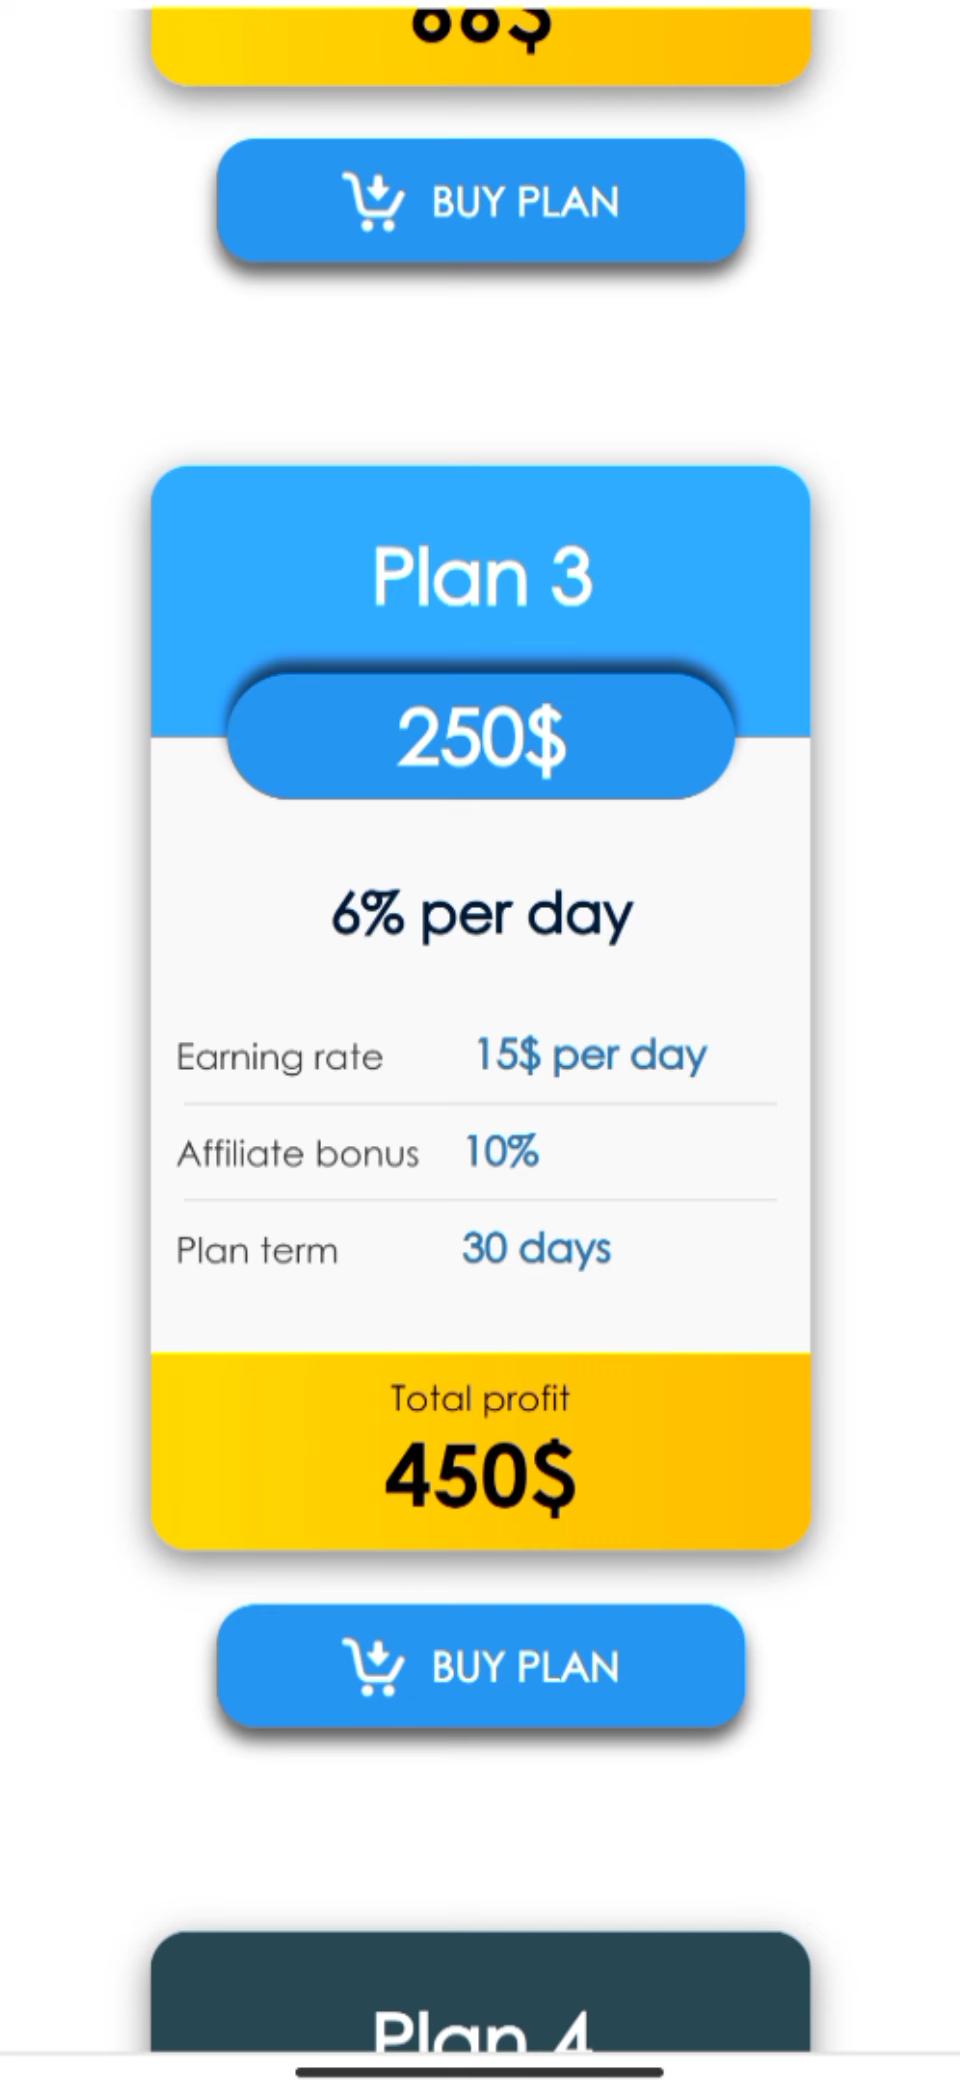 BUY PLAN
Plan 3
250$
6% per day
Earning rate 15$ per day
Affiliate bonus 10%
Plan term 30 days
Total profit
450$
BUY PLAN
Plan 4